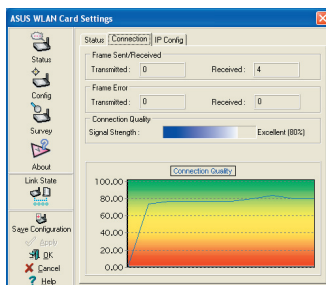 ASUS WLAN Card Settings
Status
Config
Survey
About
Link State
Save Configuration
Apply
OK
Cancel
Help
Status Connection IP Config
Frame Sent/Received
Transmitted : 0 Received : 4
Frame Error
Transmitted : 0 Received : 0
Connection Quality
Signal Strength : Excellent (80%)
Connection Quality
100.00
80.00
60.00
40.00
20.00
0.00